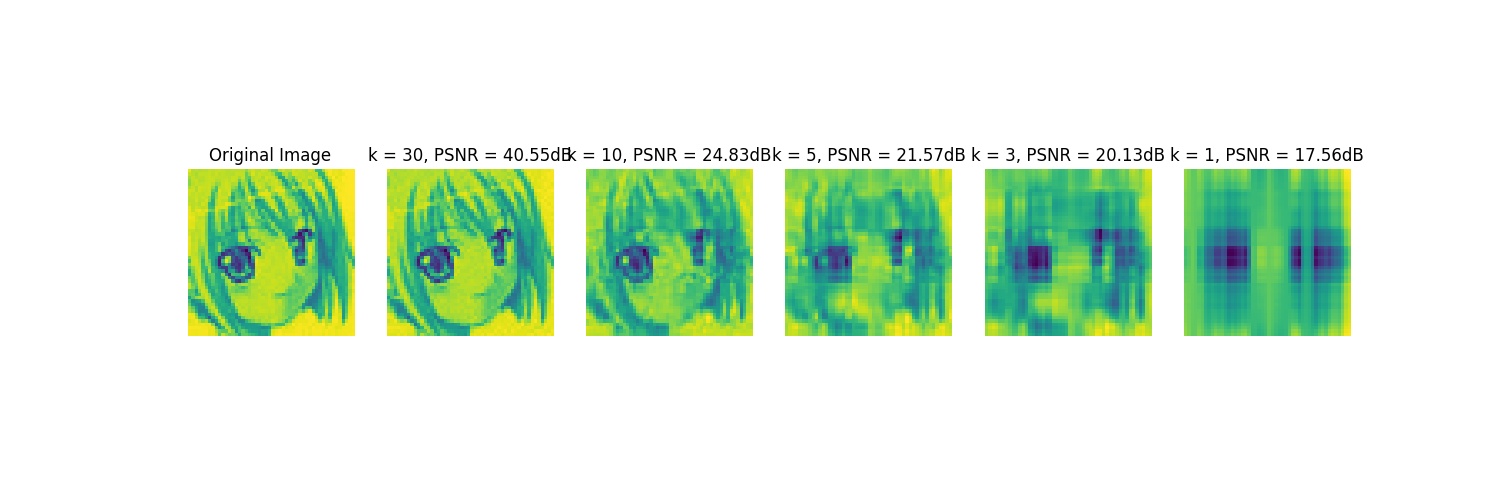 Original Image
k = 30, PSNR = 40.55dB
k = 10, PSNR = 24.83dB
k = 5, PSNR = 21.57dB
k = 3, PSNR = 20.13dB
k = 1, PSNR = 17.56dB